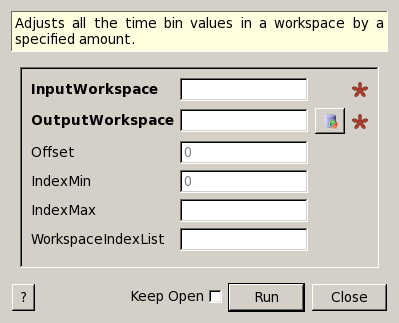 Adjusts all the time bin values in a workspace by a
specified amount.
InputWorkspace *
OutputWorkspace *
Offset 0
IndexMin 0
IndexMax
WorkspaceIndexList
? Keep Open Run Close